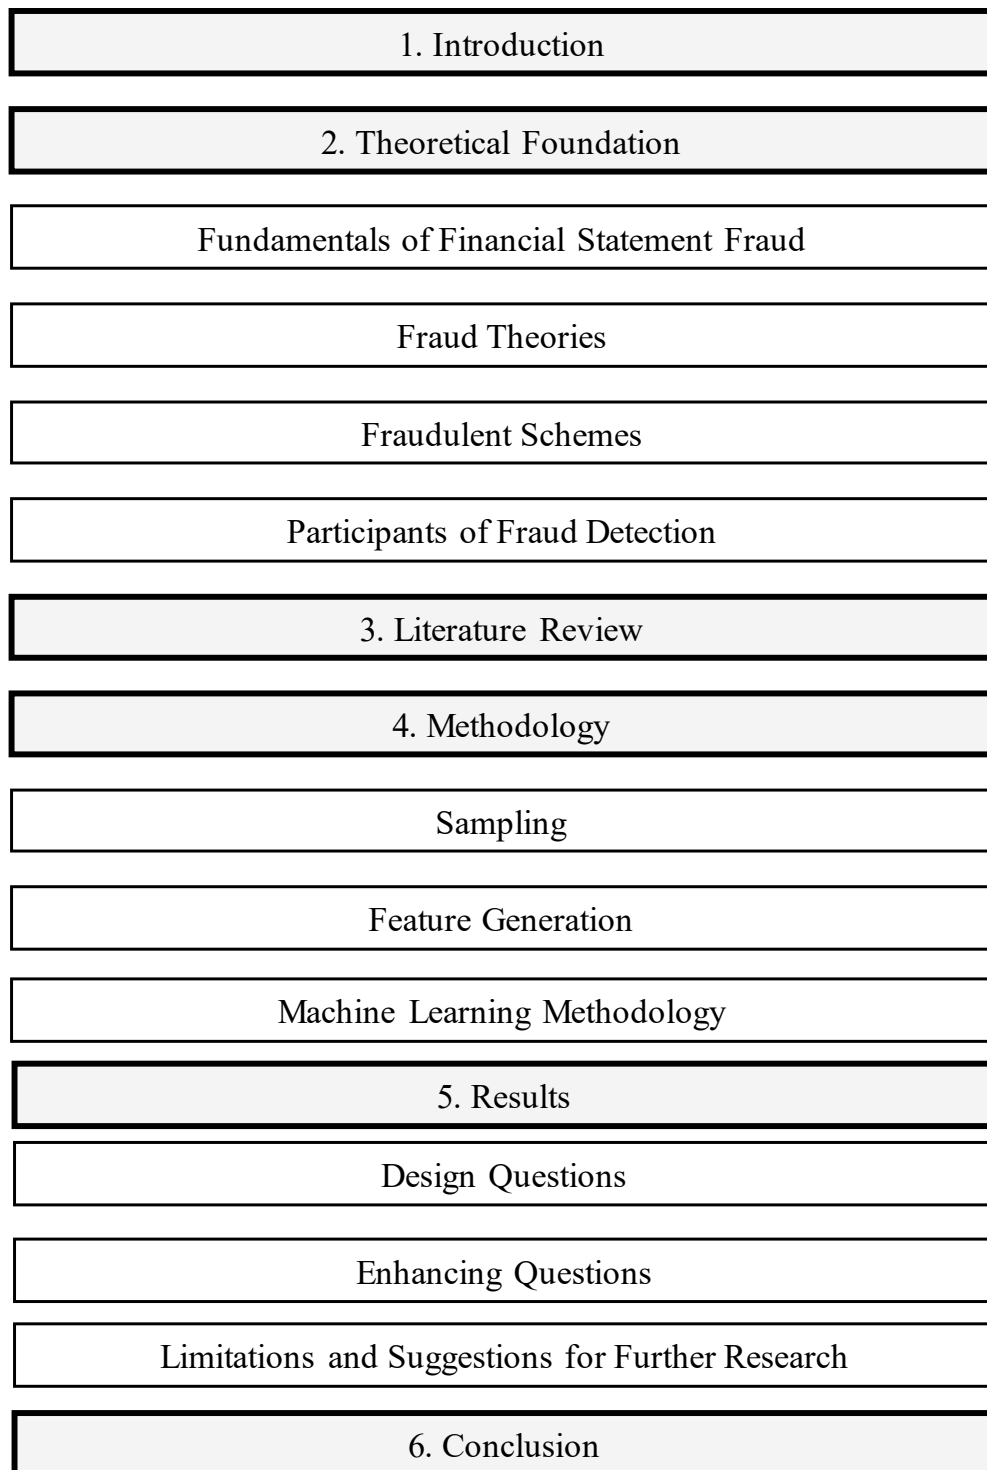 1. Introduction
2. Theoretical Foundation
Fundamentals of Financial Statement Fraud
Fraud Theories
Fraudulent Schemes
Participants of Fraud Detection
3. Literature Review
4. Methodology
Sampling
Feature Generation
Machine Learning Methodology
5. Results
Design Questions
Enhancing Questions
Limitations and Suggestions for Further Research
6. Conclusion